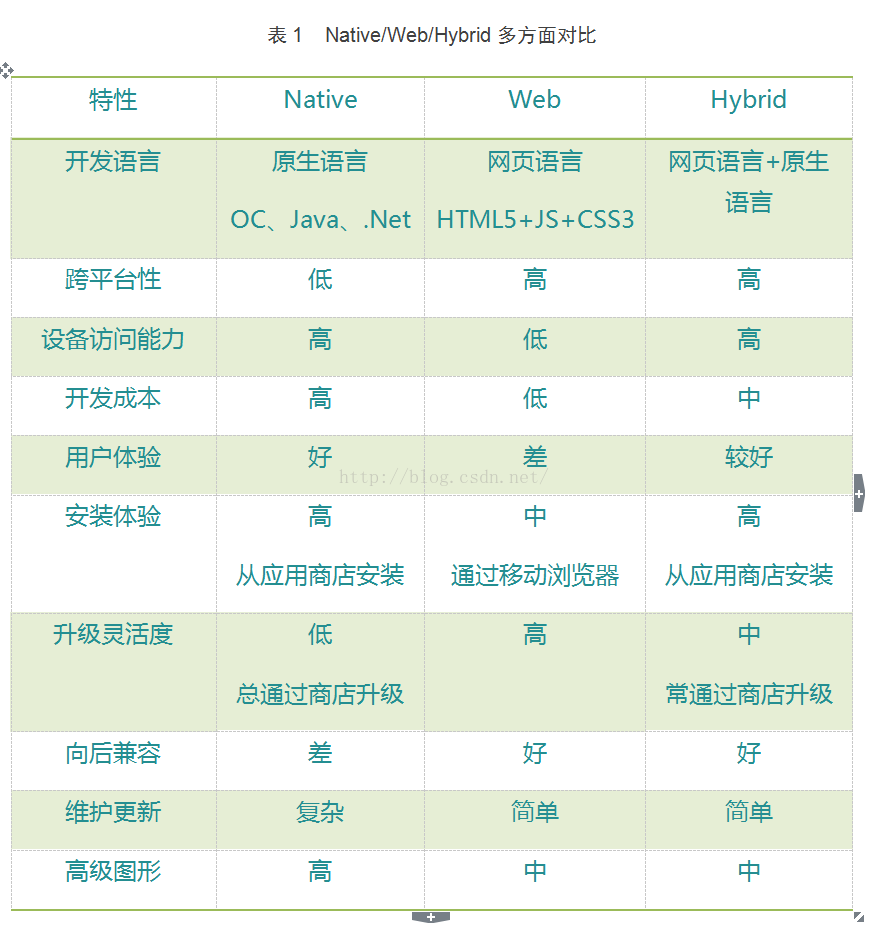 表 1 Native/Web/Hybrid 多方面对比
特性 Native Web Hybrid
开发语言 原生语言 网页语言 网页语言+原生
语言
OC、Java、.Net HTML5+JS+CSS3
跨平台性 低 高 高
设备访问能力 高 低 高
开发成本 高 低 中
用户体验 好 差 较好
http://blog.csdn.net/
安装体验 高 中 高
从应用商店安装 通过移动浏览器 从应用商店安装
升级灵活度 低 高 中
总通过商店升级 常通过商店升级
向后兼容 差 好 好
维护更新 复杂 简单 简单
高级图形 高 中 中